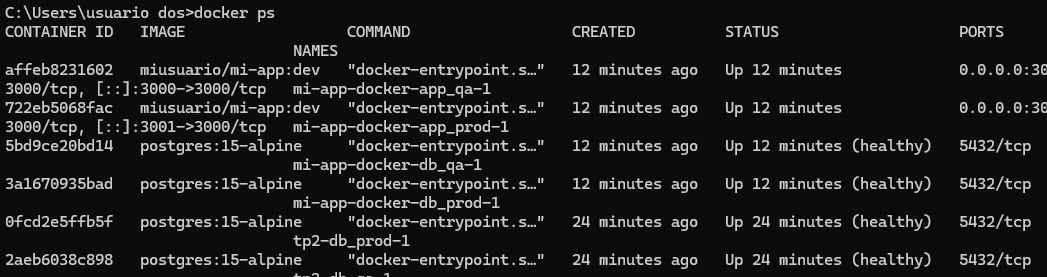 C:\Users\usuario dos>docker ps
CONTAINER ID   IMAGE                    COMMAND                  CREATED          STATUS                    PORTS
                         NAMES
affeb8231602   miusuario/mi-app:dev   "docker-entrypoint.s…"   12 minutes ago   Up 12 minutes             0.0.0.0:30
3000/tcp, [::]:3000->3000/tcp   mi-app-docker-app_qa-1
722eb5068fac   miusuario/mi-app:dev   "docker-entrypoint.s…"   12 minutes ago   Up 12 minutes             0.0.0.0:30
3000/tcp, [::]:3001->3000/tcp   mi-app-docker-app_prod-1
5bd9ce20bd14   postgres:15-alpine     "docker-entrypoint.s…"   12 minutes ago   Up 12 minutes (healthy)   5432/tcp
                         mi-app-docker-db_qa-1
3a1670935bad   postgres:15-alpine     "docker-entrypoint.s…"   12 minutes ago   Up 12 minutes (healthy)   5432/tcp
                         mi-app-docker-db_prod-1
0fcd2e5ffb5f   postgres:15-alpine     "docker-entrypoint.s…"   24 minutes ago   Up 24 minutes (healthy)   5432/tcp
                         tp2-db_prod-1
2aeb6038c898   postgres:15-alpine     "docker-entrypoint.s…"   24 minutes ago   Up 24 minutes (healthy)   5432/tcp